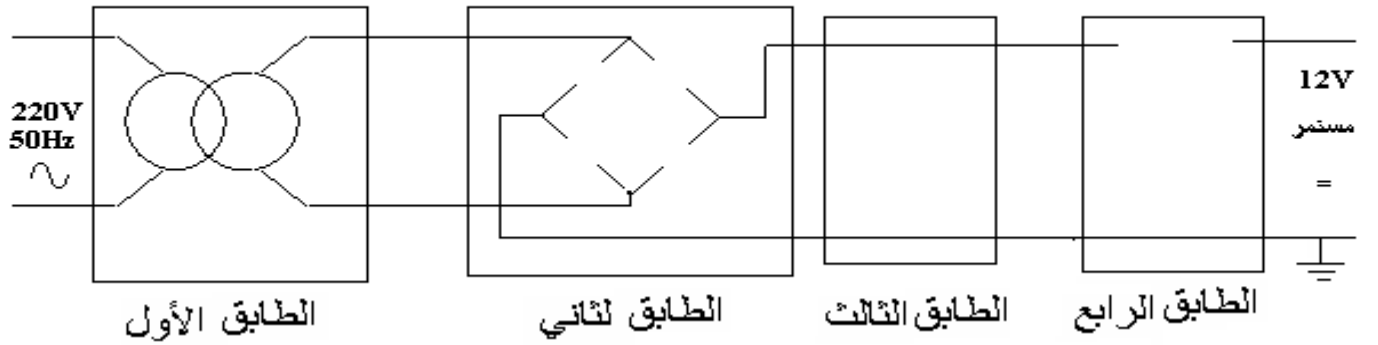 220V
50Hz
12V
مستمر
=
الطابق الأول
الطابق لثاني
الطابق الثالث
الطابق الرابع